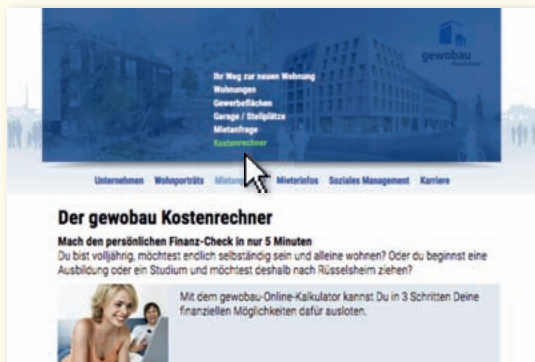 gewobau
Ihr Weg zur neuen Wohnung
Wohnungen
Gewerbeflächen
Garage / Stellplätze
Mietanfrage
Kostenrechner
Unternehmen Wohnporträts Mieterinfos Soziales Management Karriere
Der gewobau Kostenrechner
Mach den persönlichen Finanz-Check in nur 5 Minuten
Du bist volljährig, möchtest endlich selbständig sein und alleine wohnen? Oder du beginnst eine
Ausbildung oder ein Studium und möchtest deshalb nach Rüsselsheim ziehen?
Mit dem gewobau-Online-Kalkulator kannst Du in 3 Schritten Deine
finanziellen Möglichkeiten dafür ausloten.